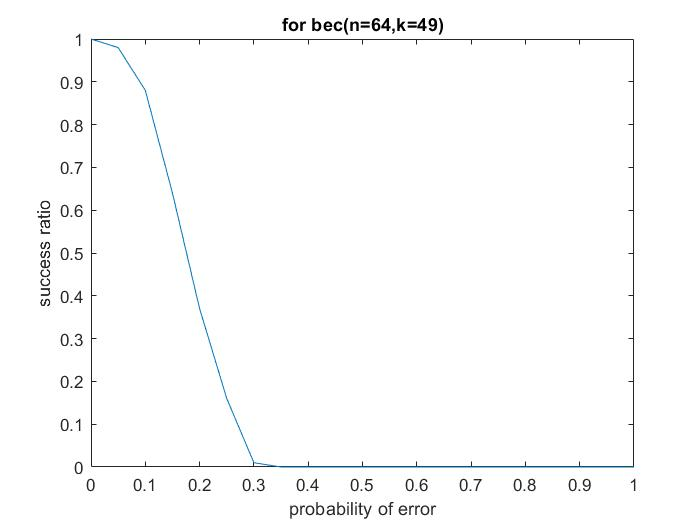 for bec(n=64,k=49)
1
0.9
0.8
0.7
0.6
0.5
0.4
0.3
0.2
0.1
0
success ratio
0 0.1 0.2 0.3 0.4 0.5 0.6 0.7 0.8 0.9 1
probability of error